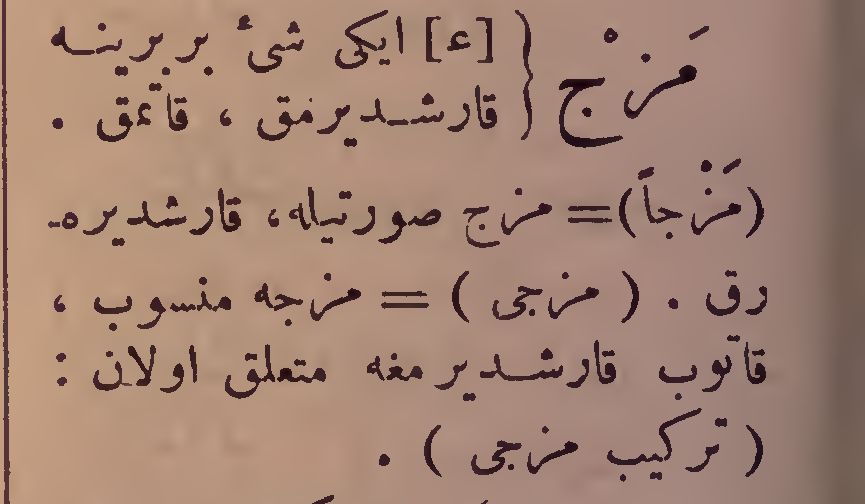 مَزْج { [ع] ایکی شیٔ بر برینه
قارشدیرمق ، قاتمق .
(مَزْجاً)= مزج صورتیله، قارشدیره-
رق . ( مزجی ) = مزجه منسوب ،
قاتوب قارشدیرمغه متعلق اولان :
( ترکیب مزجی ) .